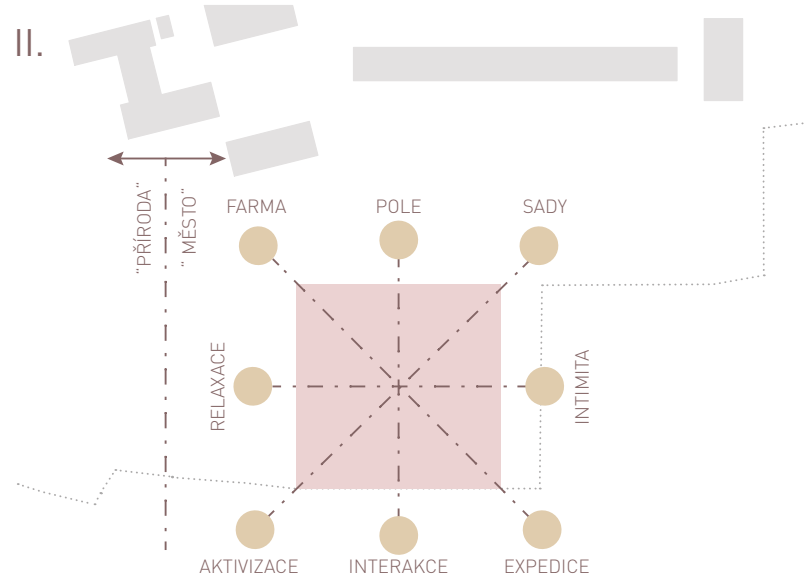 II.
"PŘÍRODA"
" MĚSTO"
FARMA
POLE
SADY
RELAXACE
INTIMITA
AKTIVIZACE
INTERAKCE
EXPEDICE